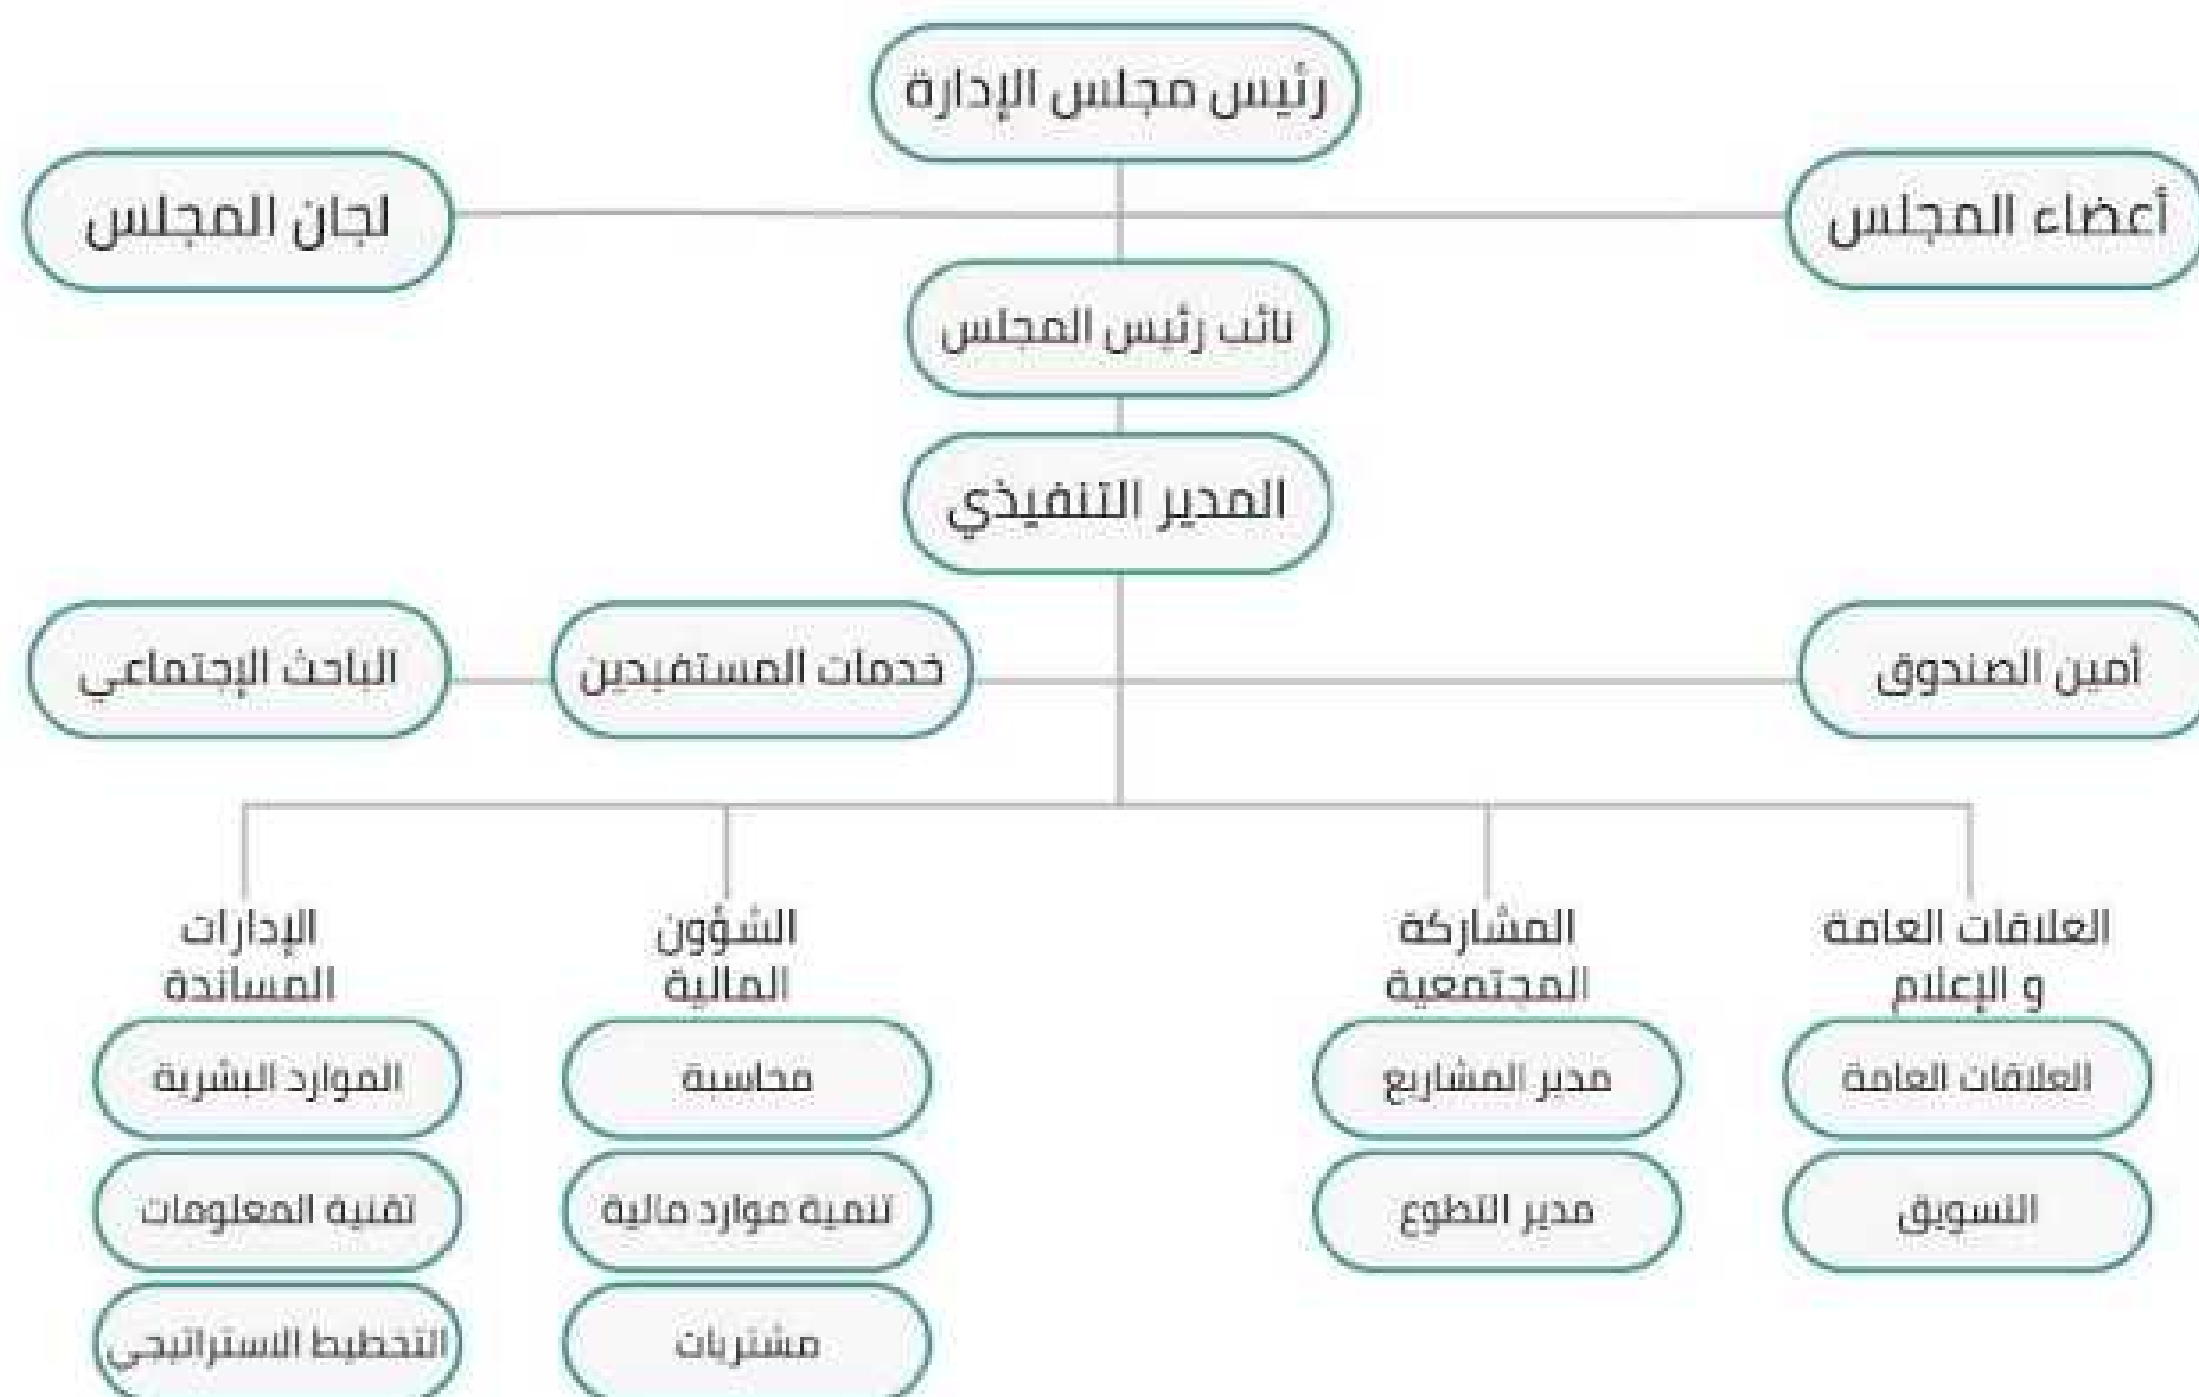 رئيس مجلس الإدارة
أعضاء المجلس
لجان المجلس
نائب رئيس المجلس
المدير التنفيذي
أمين الصندوق
خدمات المستفيدين
الباحث الإجتماعي
العلاقات العامة
و الإعلام
العلاقات العامة
التسويق
المشاركة
المجتمعية
مدير المشاريع
مدير التطوع
الشؤون
المالية
محاسبة
تنمية موارد مالية
مشتريات
الإدارات
المساندة
الموارد البشرية
تقنية المعلومات
التخطيط الاستراتيجي